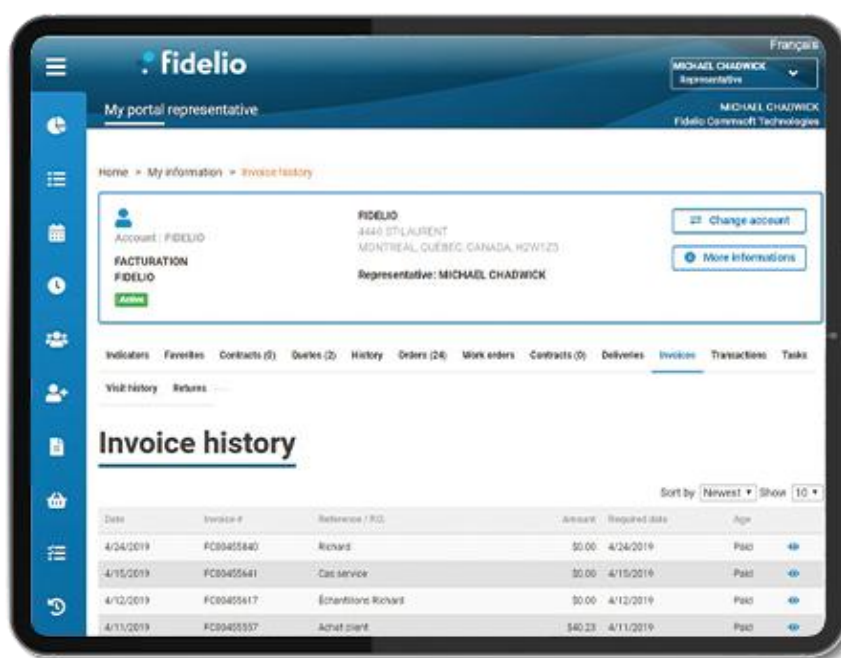 Français
fidelio
MICHAEL CHADWICK
Representative
My portal representative
MICHAEL CHADWICK
Fidelio Commsoft Technologies
Home > My information > Invoice history
Account : FIDELIO
FACTURATION
FIDELIO
Active
FIDELIO
4446 ST-LAURENT
MONTREAL, QUÉBEC, CANADA, H2W1Z5
Representative: MICHAEL CHADWICK
Change account
More informations
Indicators Favorites Contracts (0) Quotes (2) History Orders (24) Work orders Contracts (0) Deliveries Invoices Transactions Tasks
Visit history Returns
Invoice history
Sort by Newest Show 10
Date Invoice # Reference / P.O. Amount Required date Age
4/24/2019 FC00455840 Richard $0.00 4/24/2019 Paid
4/15/2019 FC00455641 Cas service $0.00 4/15/2019 Paid
4/12/2019 FC00455617 Échantillons Richard $0.00 4/12/2019 Paid
4/11/2019 FC00455557 Achat client $40.23 4/11/2019 Paid